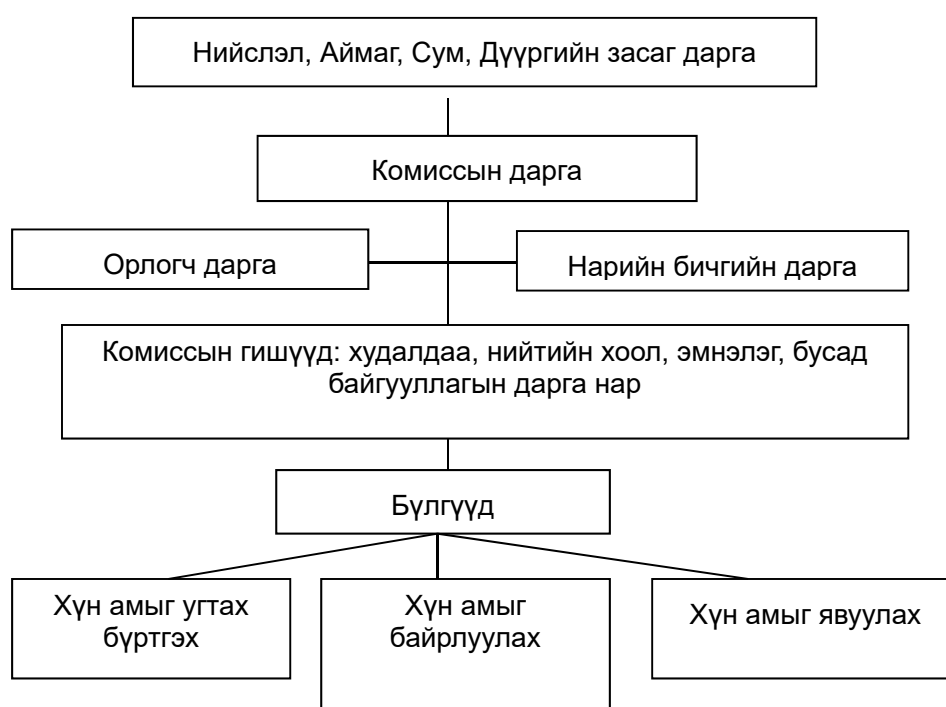 Нийслэл, Аймаг, Сум, Дүүргийн засаг дарга
Комиссын дарга
Орлогч дарга
Нарийн бичгийн дарга
Комиссын гишүүд: худалдаа, нийтийн хоол, эмнэлэг, бусад
байгууллагын дарга нар
Бүлгүүд
Хүн амыг угтах
бүртгэх
Хүн амыг
байрлуулах
Хүн амыг явуулах